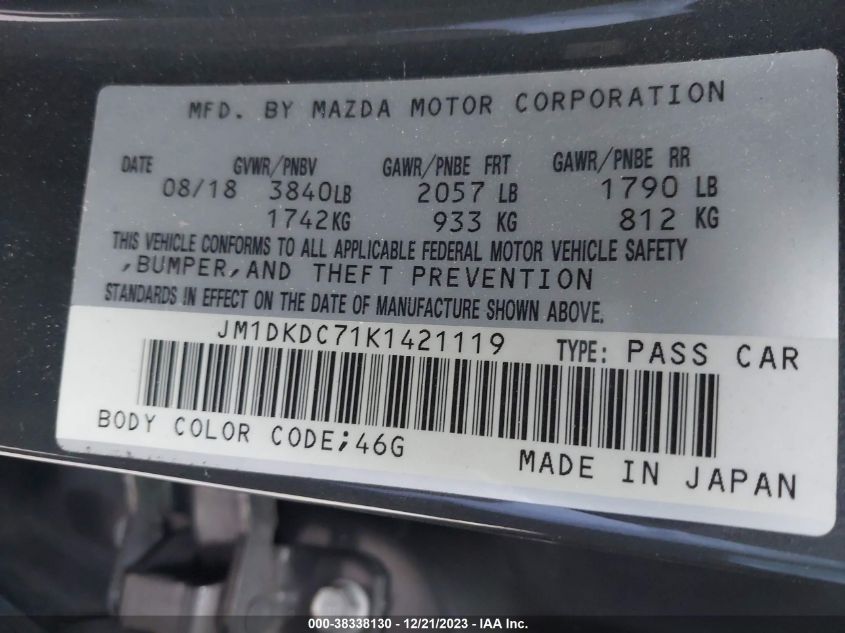 MFD. BY MAZDA MOTOR CORPORATION
DATE GVWR/PNBV GAWR/PNBE FRT GAWR/PNBE RR
08/18 3840LB 2057 LB 1790 LB
1742KG 933 KG 812 KG
THIS VEHICLE CONFORMS TO ALL APPLICABLE FEDERAL MOTOR VEHICLE SAFETY
,BUMPER,AND THEFT PREVENTION
STANDARDS IN EFFECT ON THE DATE OF MANUFACTURE SHOWN ABOVE.
JM1DKDC71K1421119 TYPE: PASS CAR
BODY COLOR CODE;46G
MADE IN JAPAN
000-38338130 - 12/21/2023 - IAA Inc.